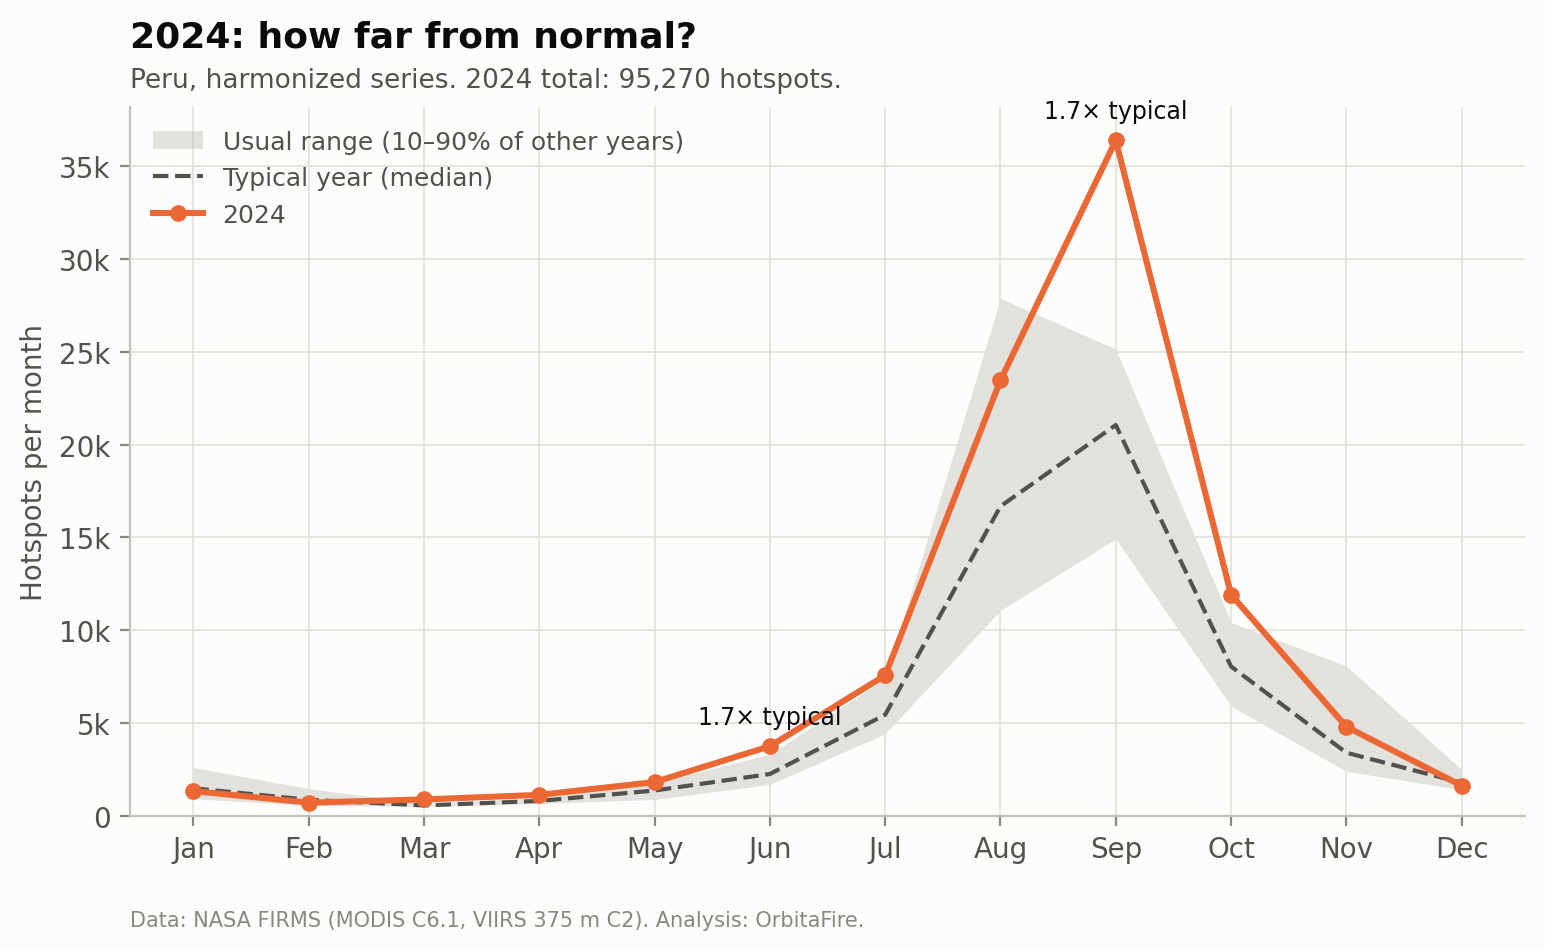 2024: how far from normal?
Peru, harmonized series. 2024 total: 95,270 hotspots.
1.7× typical
Usual range (10–90% of other years)
Typical year (median)
2024
35k
30k
25k
20k
15k
10k
5k
0
Hotspots per month
1.7× typical
Jan Feb Mar Apr May Jun Jul Aug Sep Oct Nov Dec
Data: NASA FIRMS (MODIS C6.1, VIIRS 375 m C2). Analysis: OrbitaFire.